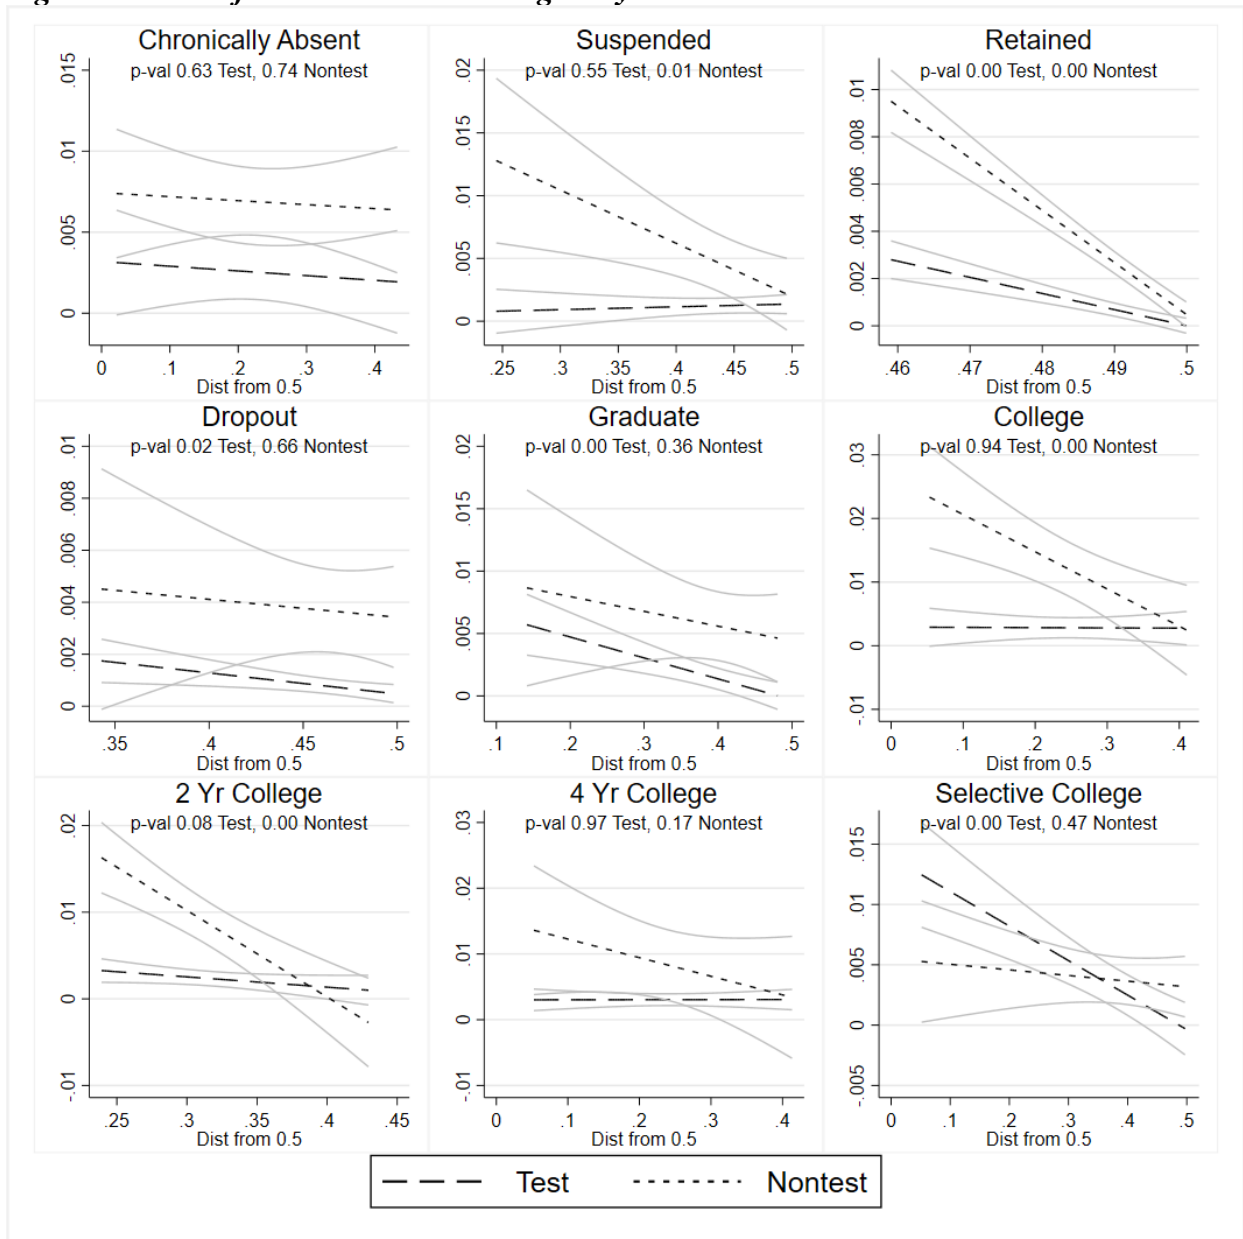 Chronically Absent
p-val 0.63 Test, 0.74 Nontest
.015
.01
.005
0
0 .1 .2 .3 .4
Dist from 0.5
Suspended
p-val 0.55 Test, 0.01 Nontest
.02
.015
.01
.005
0
.25 .3 .35 .4 .45 .5
Dist from 0.5
Retained
p-val 0.00 Test, 0.00 Nontest
.01
.008
.006
.004
.002
0
.46 .47 .48 .49 .5
Dist from 0.5
Dropout
p-val 0.02 Test, 0.66 Nontest
.01
.008
.006
.004
.002
0
.35 .4 .45 .5
Dist from 0.5
Graduate
p-val 0.00 Test, 0.36 Nontest
.02
.015
.01
.005
0
.1 .2 .3 .4 .5
Dist from 0.5
College
p-val 0.94 Test, 0.00 Nontest
.03
.02
.01
0
-.01
0 .1 .2 .3 .4
Dist from 0.5
2 Yr College
p-val 0.08 Test, 0.00 Nontest
.02
.01
0
-.01
.25 .3 .35 .4 .45
Dist from 0.5
4 Yr College
p-val 0.97 Test, 0.17 Nontest
.03
.02
.01
0
-.01
0 .1 .2 .3 .4
Dist from 0.5
Selective College
p-val 0.00 Test, 0.47 Nontest
.015
.01
.005
0
-.005
0 .1 .2 .3 .4 .5
Dist from 0.5
Test Nontest